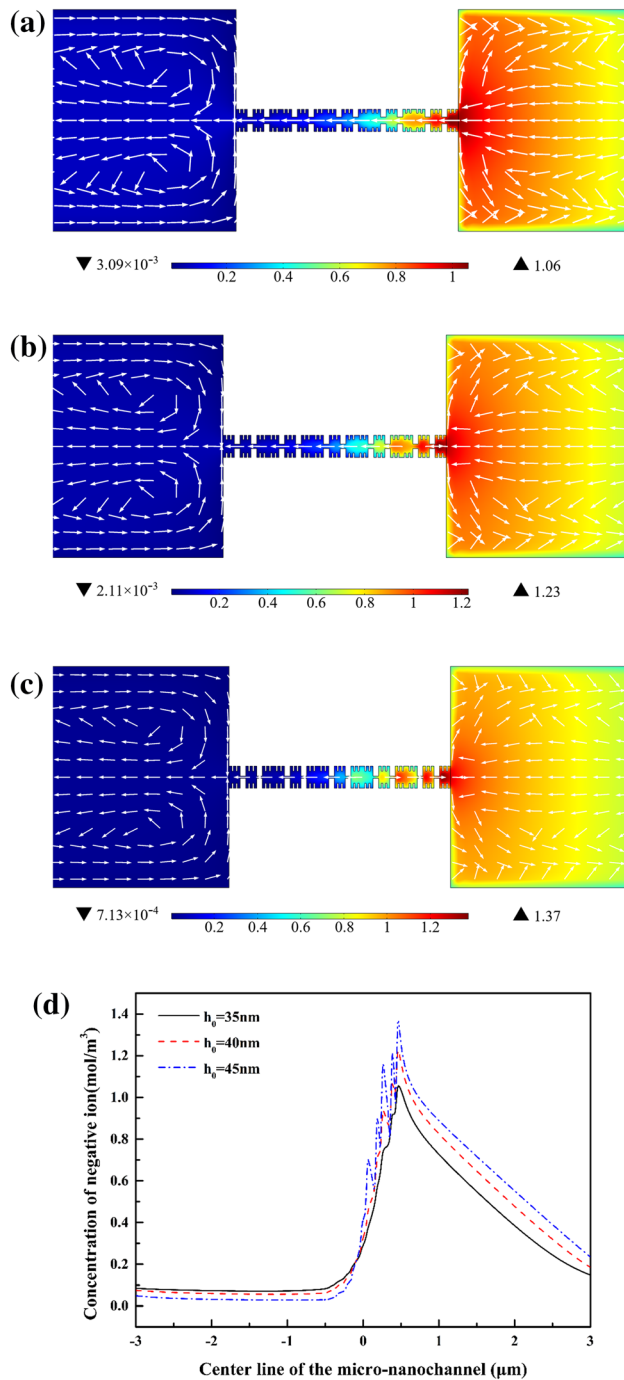 (a)
▼ 3.09×10⁻³ 0.2 0.4 0.6 0.8 1 ▲ 1.06
(b)
▼ 2.11×10⁻³ 0.2 0.4 0.6 0.8 1 1.2 ▲ 1.23
(c)
▼ 7.13×10⁻⁴ 0.2 0.4 0.6 0.8 1 1.2 ▲ 1.37
(d)
h₀=35nm
h₀=40nm
h₀=45nm
Concentration of negative ion(mol/m³)
1.4
1.2
1.0
0.8
0.6
0.4
0.2
0.0
-3 -2 -1 0 1 2 3
Center line of the micro-nanochannel (μm)